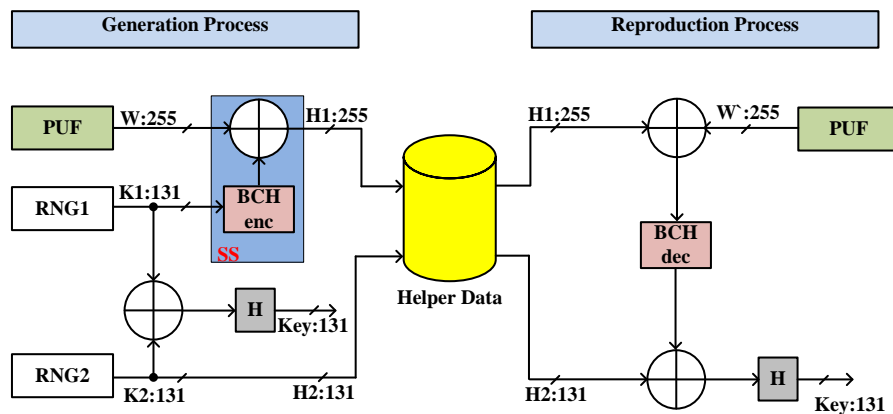 Generation Process
Reproduction Process
PUF
W:255
H1:255
H1:255
W`:255
PUF
RNG1
K1:131
BCH
enc
SS
BCH
dec
Helper Data
H
Key:131
RNG2
K2:131
H2:131
H2:131
H
Key:131